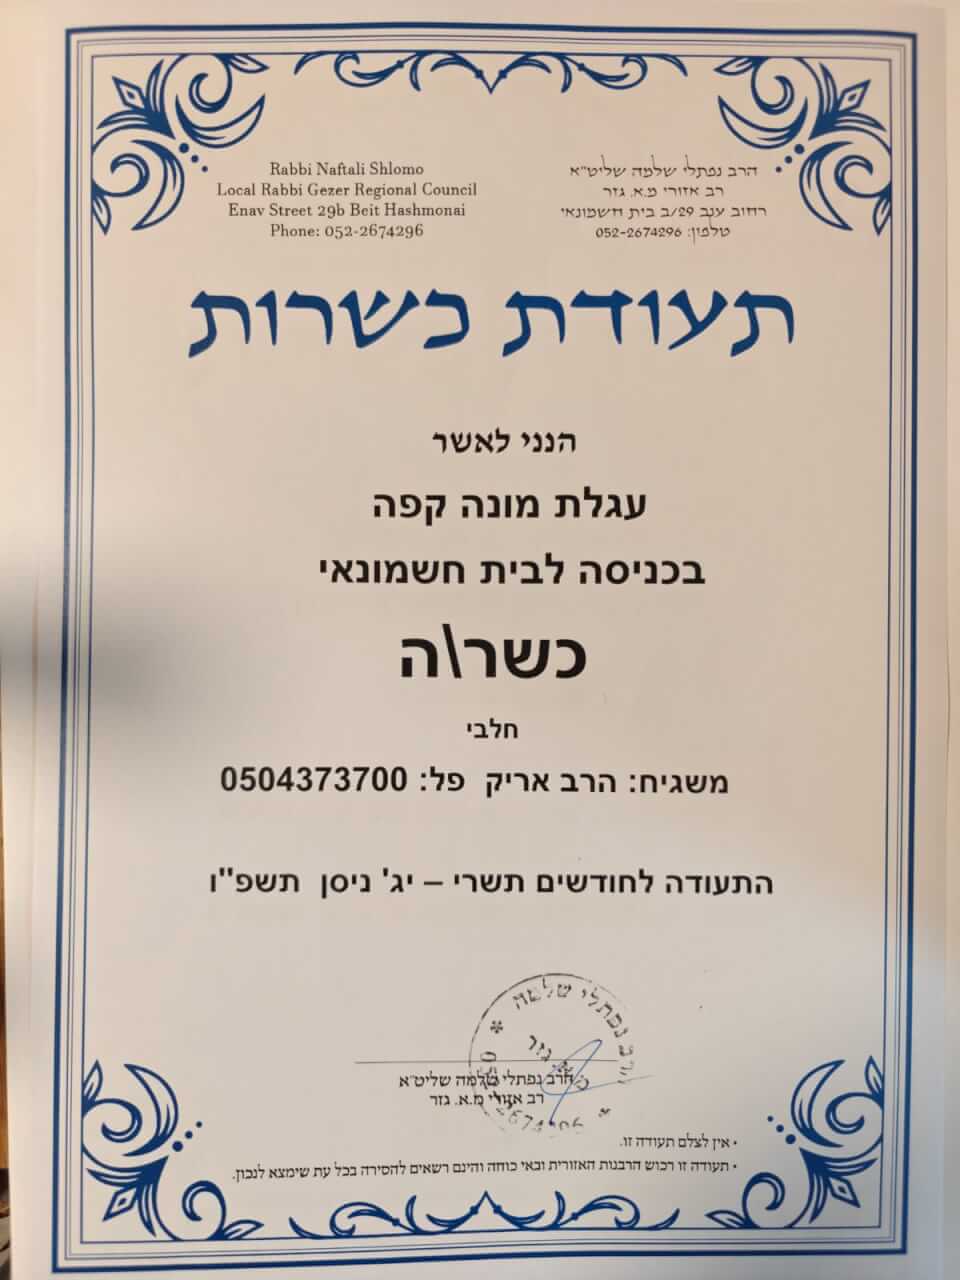 Rabbi Naftali Shlomo
Local Rabbi Gezer Regional Council
Enav Street 29b Beit Hashmonai
Phone: 052-2674296
הרב נפתלי שלמה שליט"א
רב אזורי מ.א. גזר
רחוב ענב 29/ב בית חשמונאי
טלפון: 052-2674296
תעודת כשרות
הנני לאשר
עגלת מונה קפה
בכניסה לבית חשמונאי
כשר\ה
חלבי
משגיח: הרב אריק פל: 0504373700
התעודה לחודשים תשרי – יג' ניסן תשפ"ו
הרב נפתלי שלמה * גזר
הרב נפתלי שלמה שליט"א
רב אזורי מ.א. גזר
• אין לצלם תעודה זו.
• תעודה זו רכוש הרבנות האזורית ובאי כוחה והינם רשאים להסירה בכל עת שימצא לנכון.